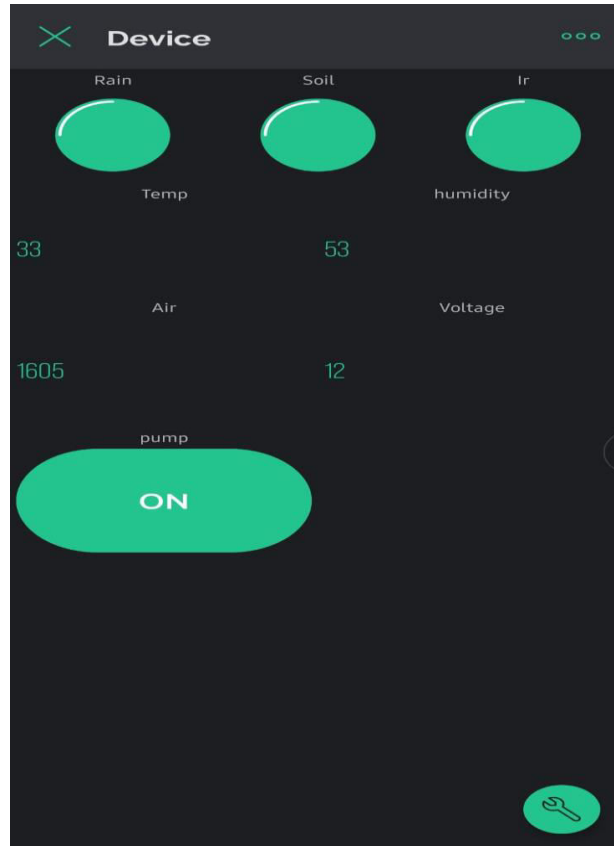 Device
Rain Soil Ir
Temp humidity
33 53
Air Voltage
1605 12
pump
ON